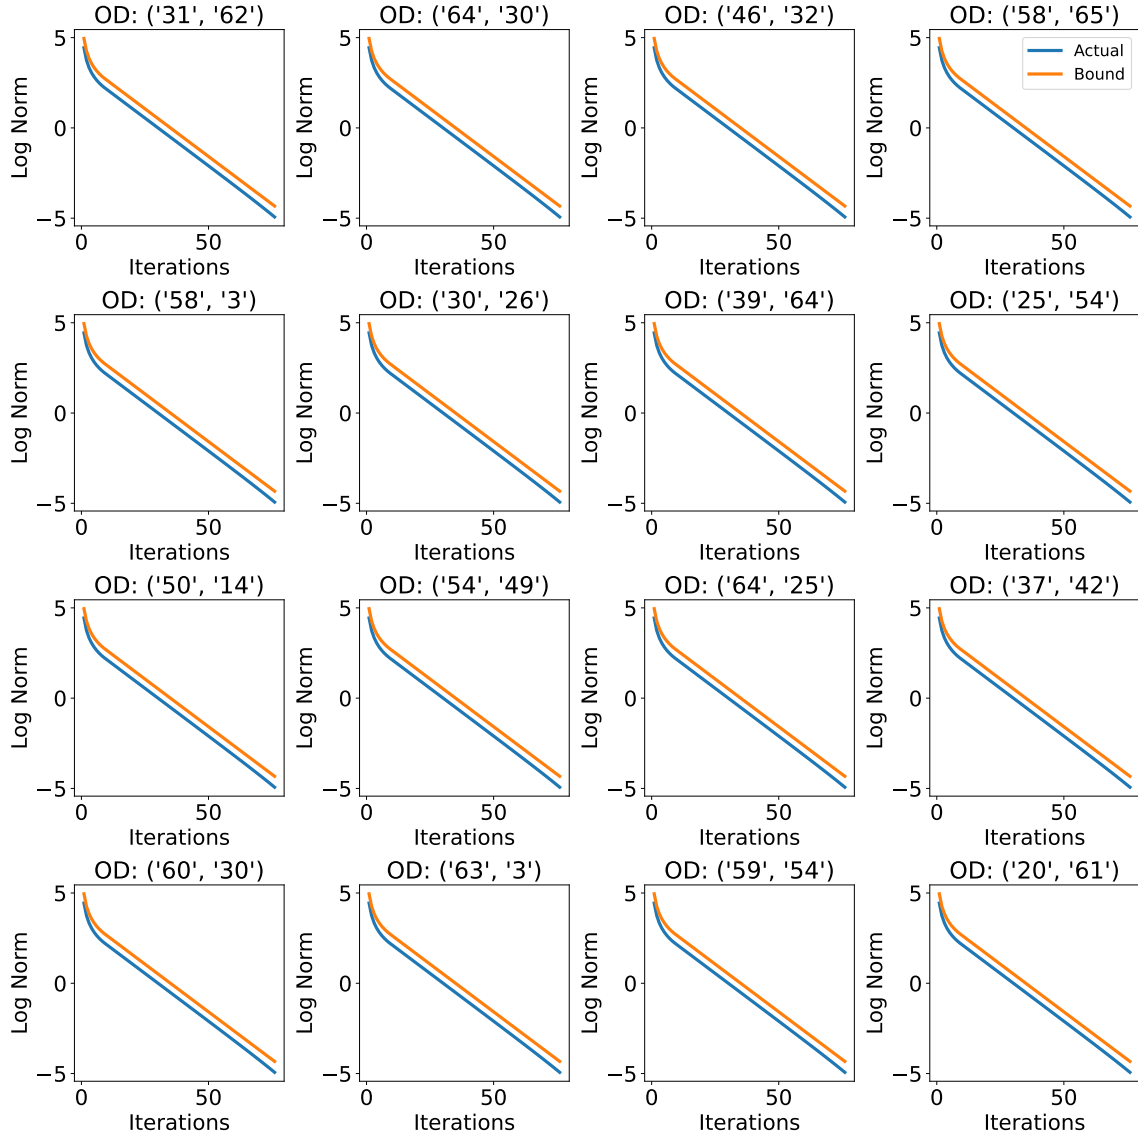 OD: ('31', '62')
OD: ('64', '30')
OD: ('46', '32')
OD: ('58', '65')
Log Norm
5
0
−5
0
50
Iterations
Log Norm
5
0
−5
0
50
Iterations
Log Norm
5
0
−5
0
50
Iterations
Log Norm
5
0
−5
0
50
Iterations
Actual
Bound
OD: ('58', '3')
OD: ('30', '26')
OD: ('39', '64')
OD: ('25', '54')
Log Norm
5
0
−5
0
50
Iterations
Log Norm
5
0
−5
0
50
Iterations
Log Norm
5
0
−5
0
50
Iterations
Log Norm
5
0
−5
0
50
Iterations
OD: ('50', '14')
OD: ('54', '49')
OD: ('64', '25')
OD: ('37', '42')
Log Norm
5
0
−5
0
50
Iterations
Log Norm
5
0
−5
0
50
Iterations
Log Norm
5
0
−5
0
50
Iterations
Log Norm
5
0
−5
0
50
Iterations
OD: ('60', '30')
OD: ('63', '3')
OD: ('59', '54')
OD: ('20', '61')
Log Norm
5
0
−5
0
50
Iterations
Log Norm
5
0
−5
0
50
Iterations
Log Norm
5
0
−5
0
50
Iterations
Log Norm
5
0
−5
0
50
Iterations